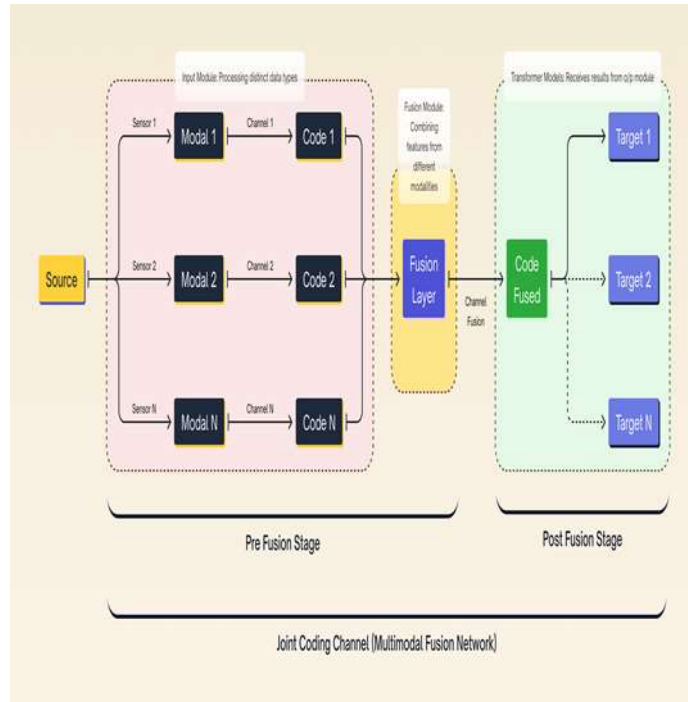 Input Module: Processing distinct data types
Transformer Models: Receives results from o/p module
Fusion Module:
Combining
features from
different
modalities
Sensor 1
Modal 1
Channel 1
Code 1
Target 1
Source
Sensor 2
Modal 2
Channel 2
Code 2
Fusion
Layer
Channel
Fusion
Code
Fused
Target 2
Sensor N
Modal N
Channel N
Code N
Target N
Pre Fusion Stage
Post Fusion Stage
Joint Coding Channel (Multimodal Fusion Network)